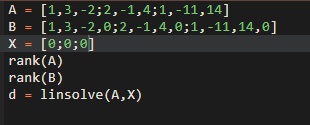 A = [1,3,-2;2,-1,4;1,-11,14]
B = [1,3,-2,0;2,-1,4,0;1,-11,14,0]
X = [0;0;0]
rank(A)
rank(B)
d = linsolve(A,X)